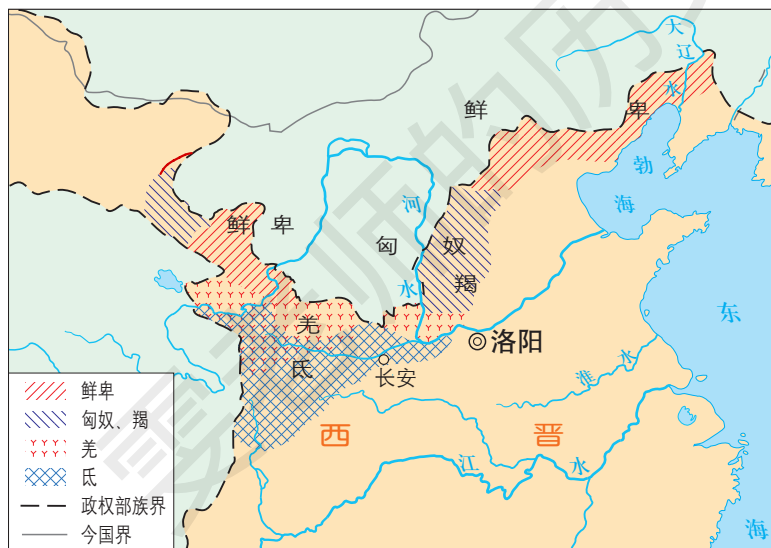 大辽水
鲜卑
勃海
鲜卑
河水
匈奴
羯
东海
羌
氐
洛阳
长安
淮水
西晋
江水
鲜卑
匈奴、羯
羌
氐
政权部族界
今国界